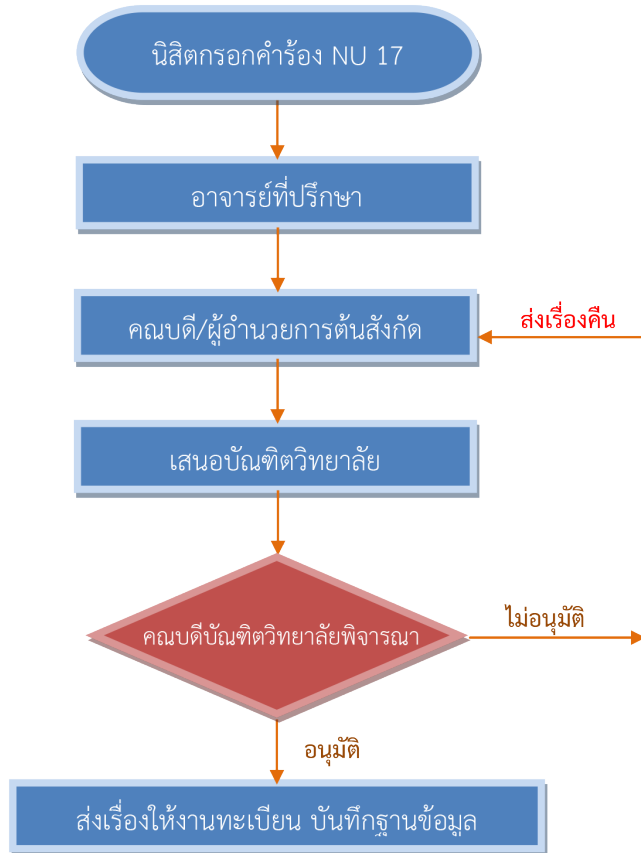 นิสิตกรอกคำร้อง NU 17
อาจารย์ที่ปรึกษา
คณบดี/ผู้อำนวยการต้นสังกัด
ส่งเรื่องคืน
เสนอบัณฑิตวิทยาลัย
คณบดีบัณฑิตวิทยาลัยพิจารณา
ไม่อนุมัติ
อนุมัติ
ส่งเรื่องให้งานทะเบียน บันทึกฐานข้อมูล